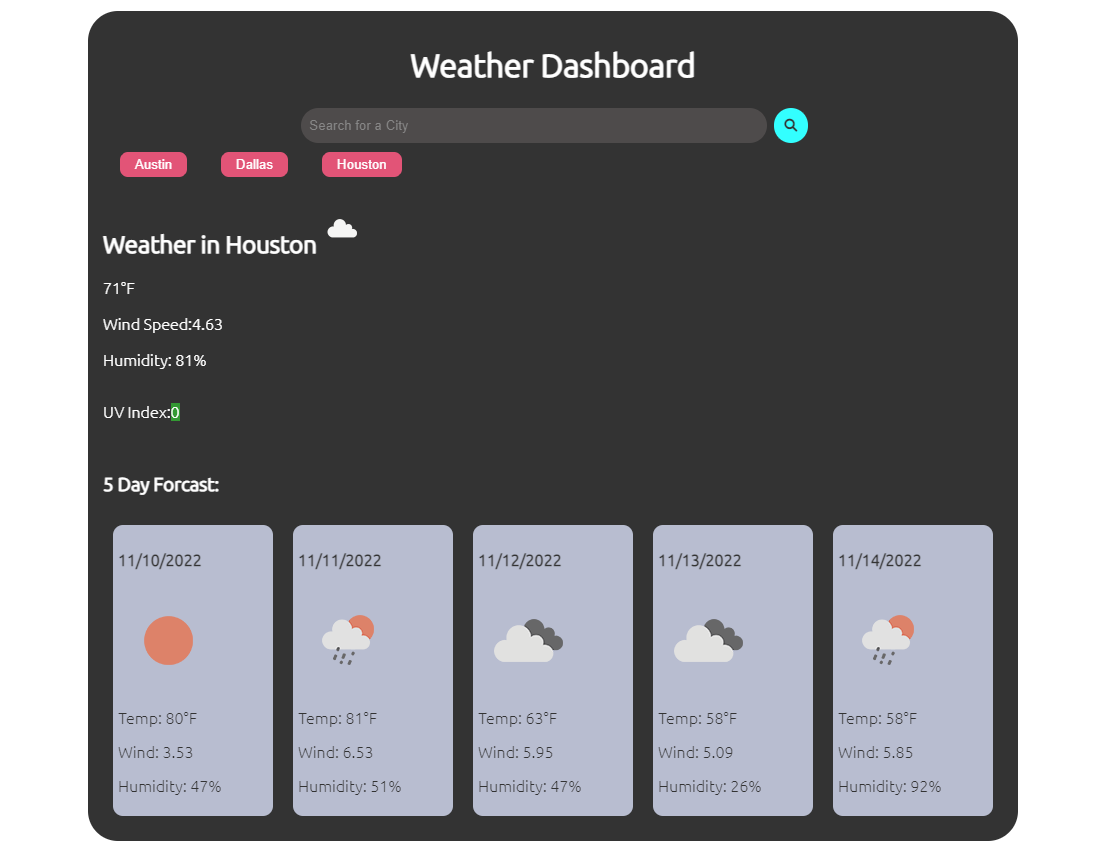 Weather Dashboard
Search for a City
Austin Dallas Houston
Weather in Houston
71°F
Wind Speed:4.63
Humidity: 81%
UV Index:0
5 Day Forcast:
11/10/2022
Temp: 80°F
Wind: 3.53
Humidity: 47%
11/11/2022
Temp: 81°F
Wind: 6.53
Humidity: 51%
11/12/2022
Temp: 63°F
Wind: 5.95
Humidity: 47%
11/13/2022
Temp: 58°F
Wind: 5.09
Humidity: 26%
11/14/2022
Temp: 58°F
Wind: 5.85
Humidity: 92%